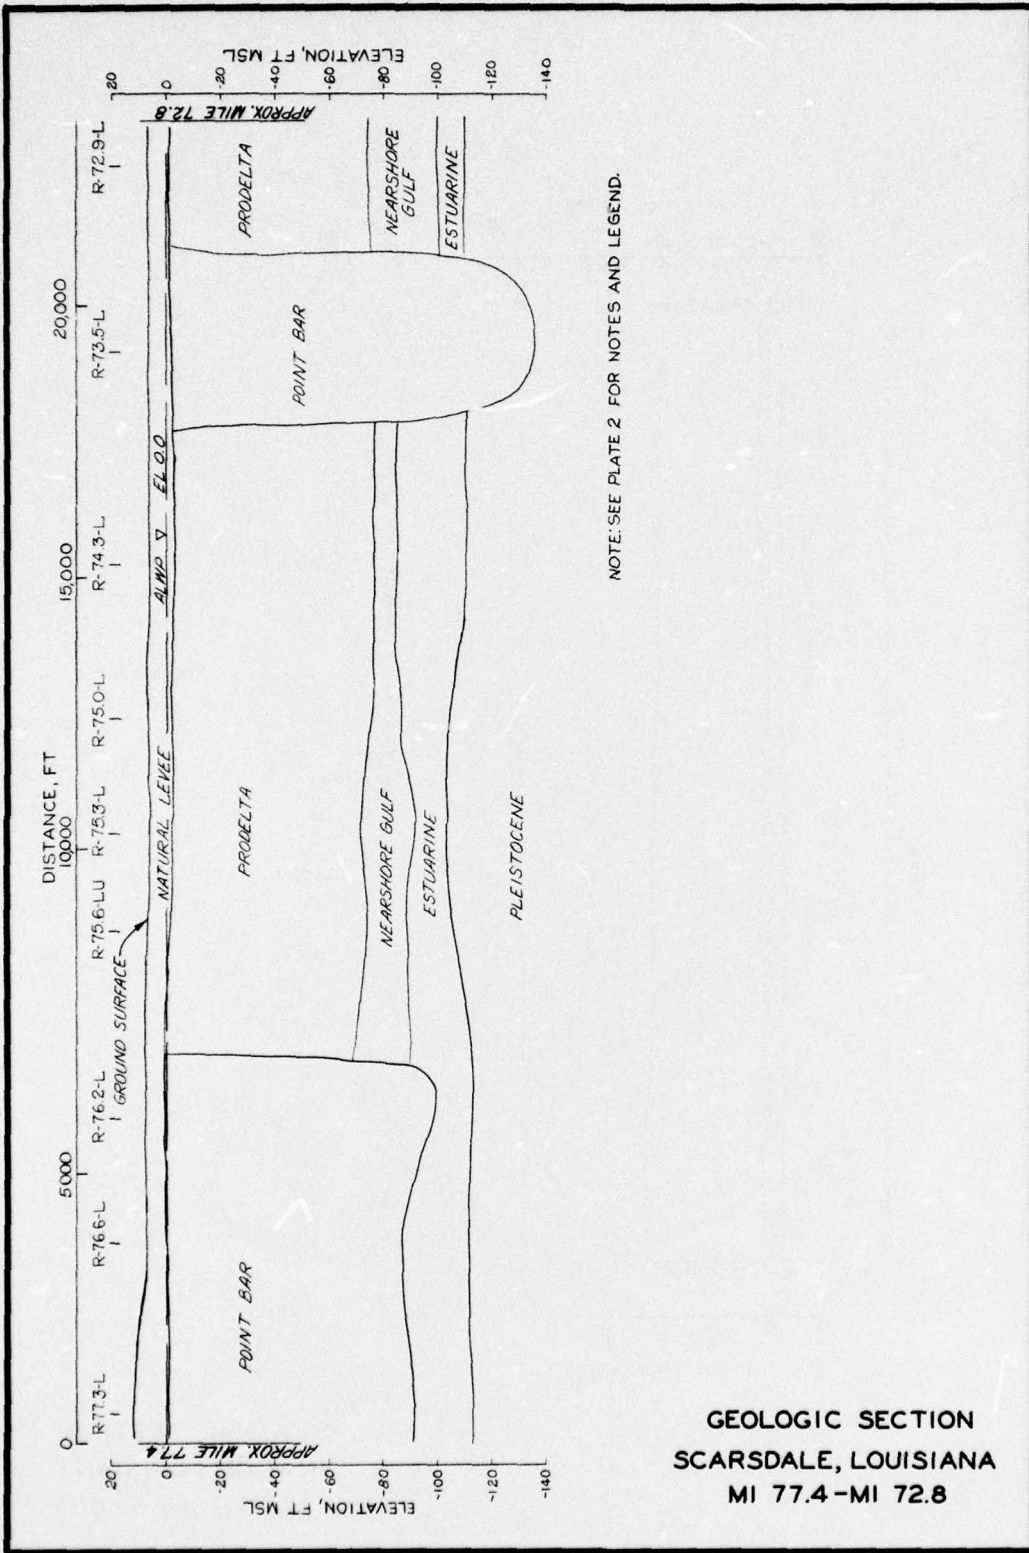 DISTANCE, FT
0
5000
10,000
15,000
20,000
R-77.3-L
R-76.6-L
R-76.2-L
R-75.6-LU
R-75.3-L
R-75.0-L
R-74.3-L
R-73.5-L
R-72.9-L
GROUND SURFACE
NATURAL LEVEE
ALWP ∇ EL 0.0
APPROX. MILE 77.4
APPROX. MILE 72.8
ELEVATION, FT MSL
20
0
-20
-40
-60
-80
-100
-120
-140
ELEVATION, FT MSL
20
0
-20
-40
-60
-80
-100
-120
-140
POINT BAR
PRODELTA
POINT BAR
PRODELTA
NEARSHORE GULF
NEARSHORE
GULF
ESTUARINE
ESTUARINE
PLEISTOCENE
NOTE: SEE PLATE 2 FOR NOTES AND LEGEND.
GEOLOGIC SECTION
SCARSDALE, LOUISIANA
MI 77.4-MI 72.8